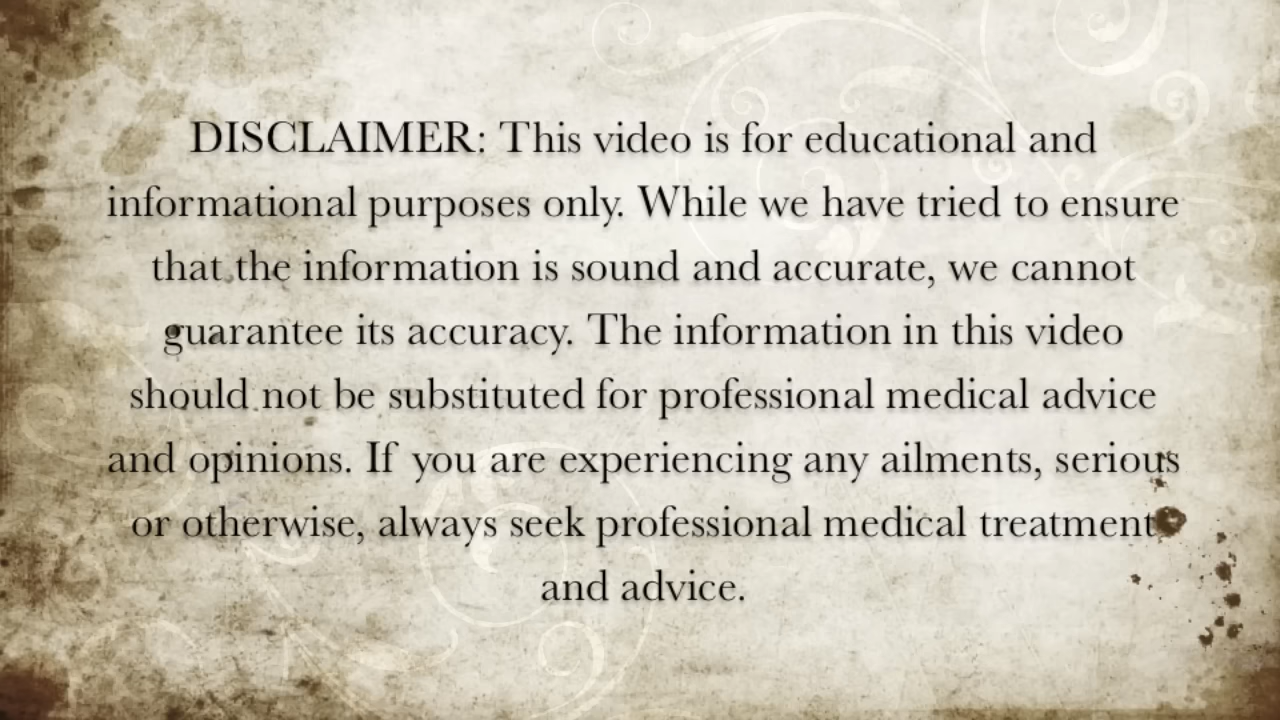 DISCLAIMER: This video is for educational and
informational purposes only. While we have tried to ensure
that the information is sound and accurate, we cannot
guarantee its accuracy. The information in this video
should not be substituted for professional medical advice
and opinions. If you are experiencing any ailments, serious
or otherwise, always seek professional medical treatment
and advice.